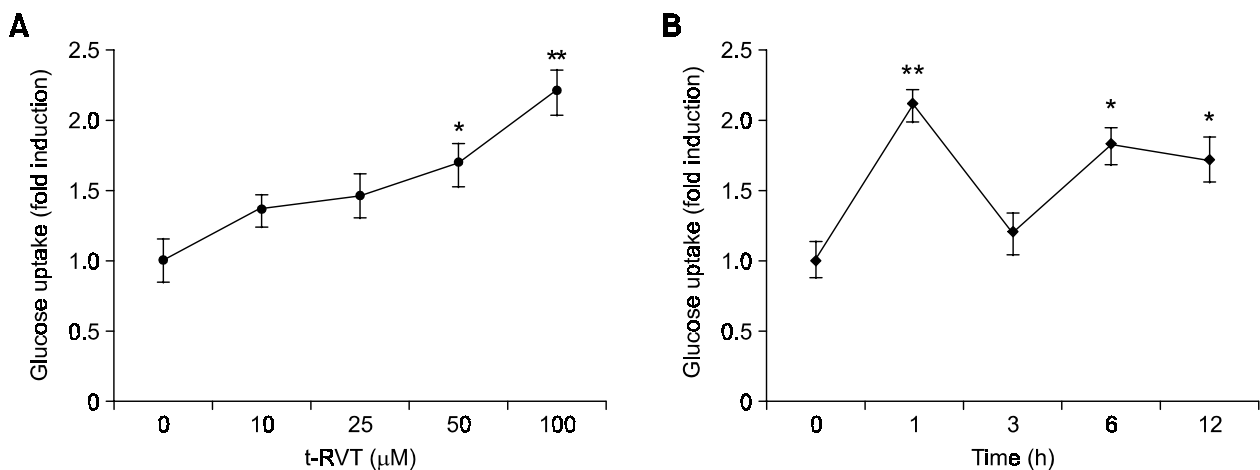 A
Glucose uptake (fold induction)
2.5
2.0
1.5
1.0
0.5
0
*
**
0 10 25 50 100
t-RVT (μM)
B
Glucose uptake (fold induction)
2.5
2.0
1.5
1.0
0.5
0
**
*
*
0 1 3 6 12
Time (h)